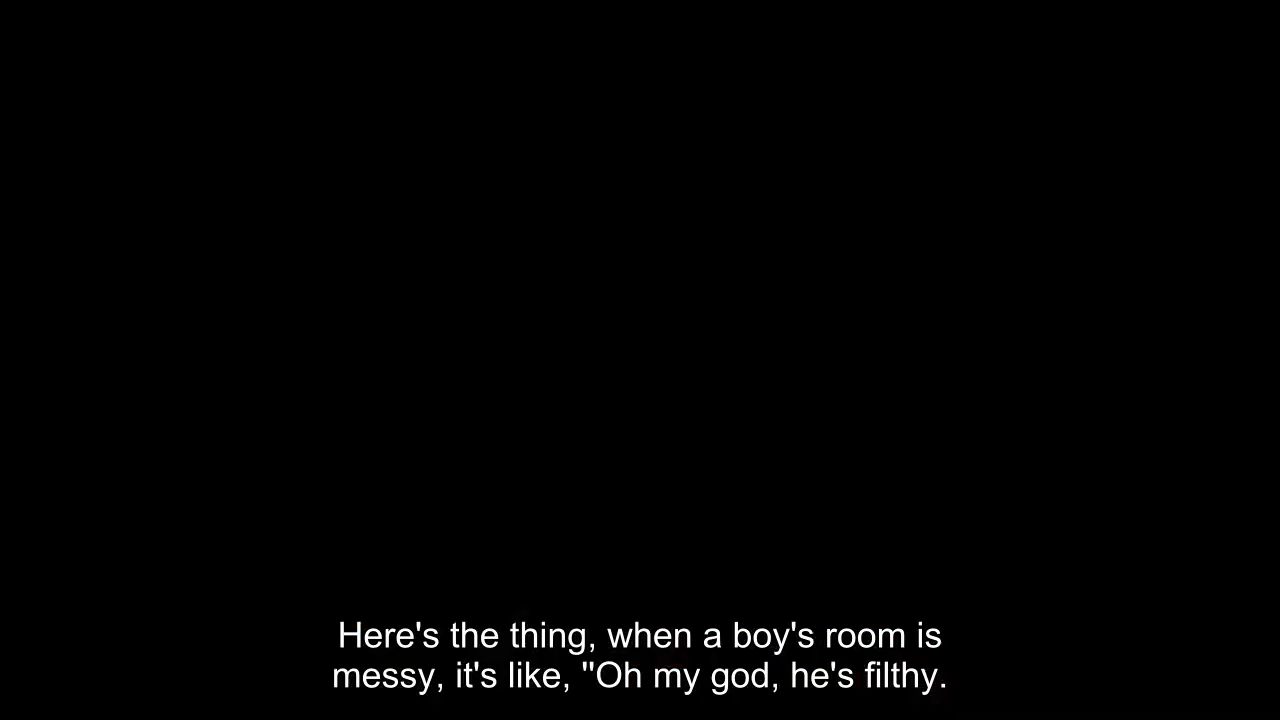 Here's the thing, when a boy's room is
messy, it's like, "Oh my god, he's filthy.